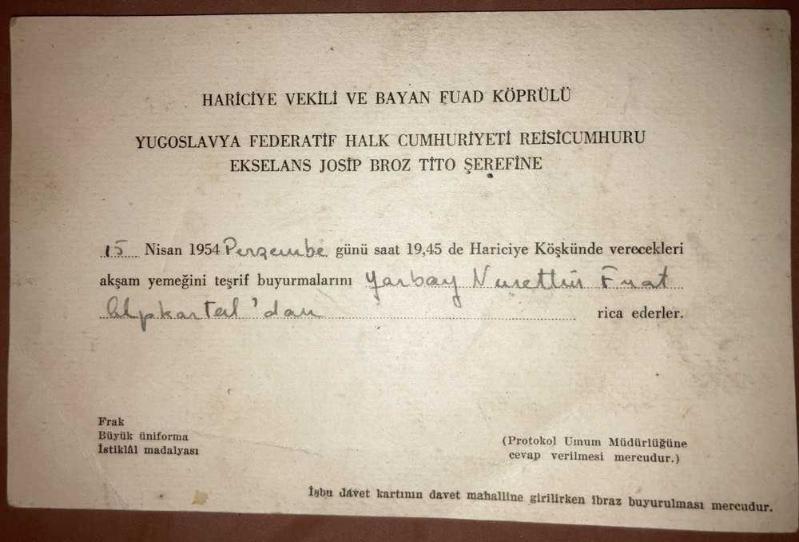 HARİCİYE VEKİLİ VE BAYAN FUAD KÖPRÜLÜ
YUGOSLAVYA FEDERATİF HALK CUMHURİYETİ REİSİCUMHURU
EKSELANS JOSİP BROZ TİTO ŞEREFİNE
15 Nisan 1954 Perşembe günü saat 19,45 de Hariciye Köşkünde verecekleri
akşam yemeğini teşrif buyurmalarını Yarbay Nurettin Fuat
Alpkartal'dan rica ederler.
Frak
Büyük üniforma
İstiklâl madalyası
(Protokol Umum Müdürlüğüne
cevap verilmesi mercudur.)
İşbu davet kartının davet mahalline girilirken ibraz buyurulması mercudur.